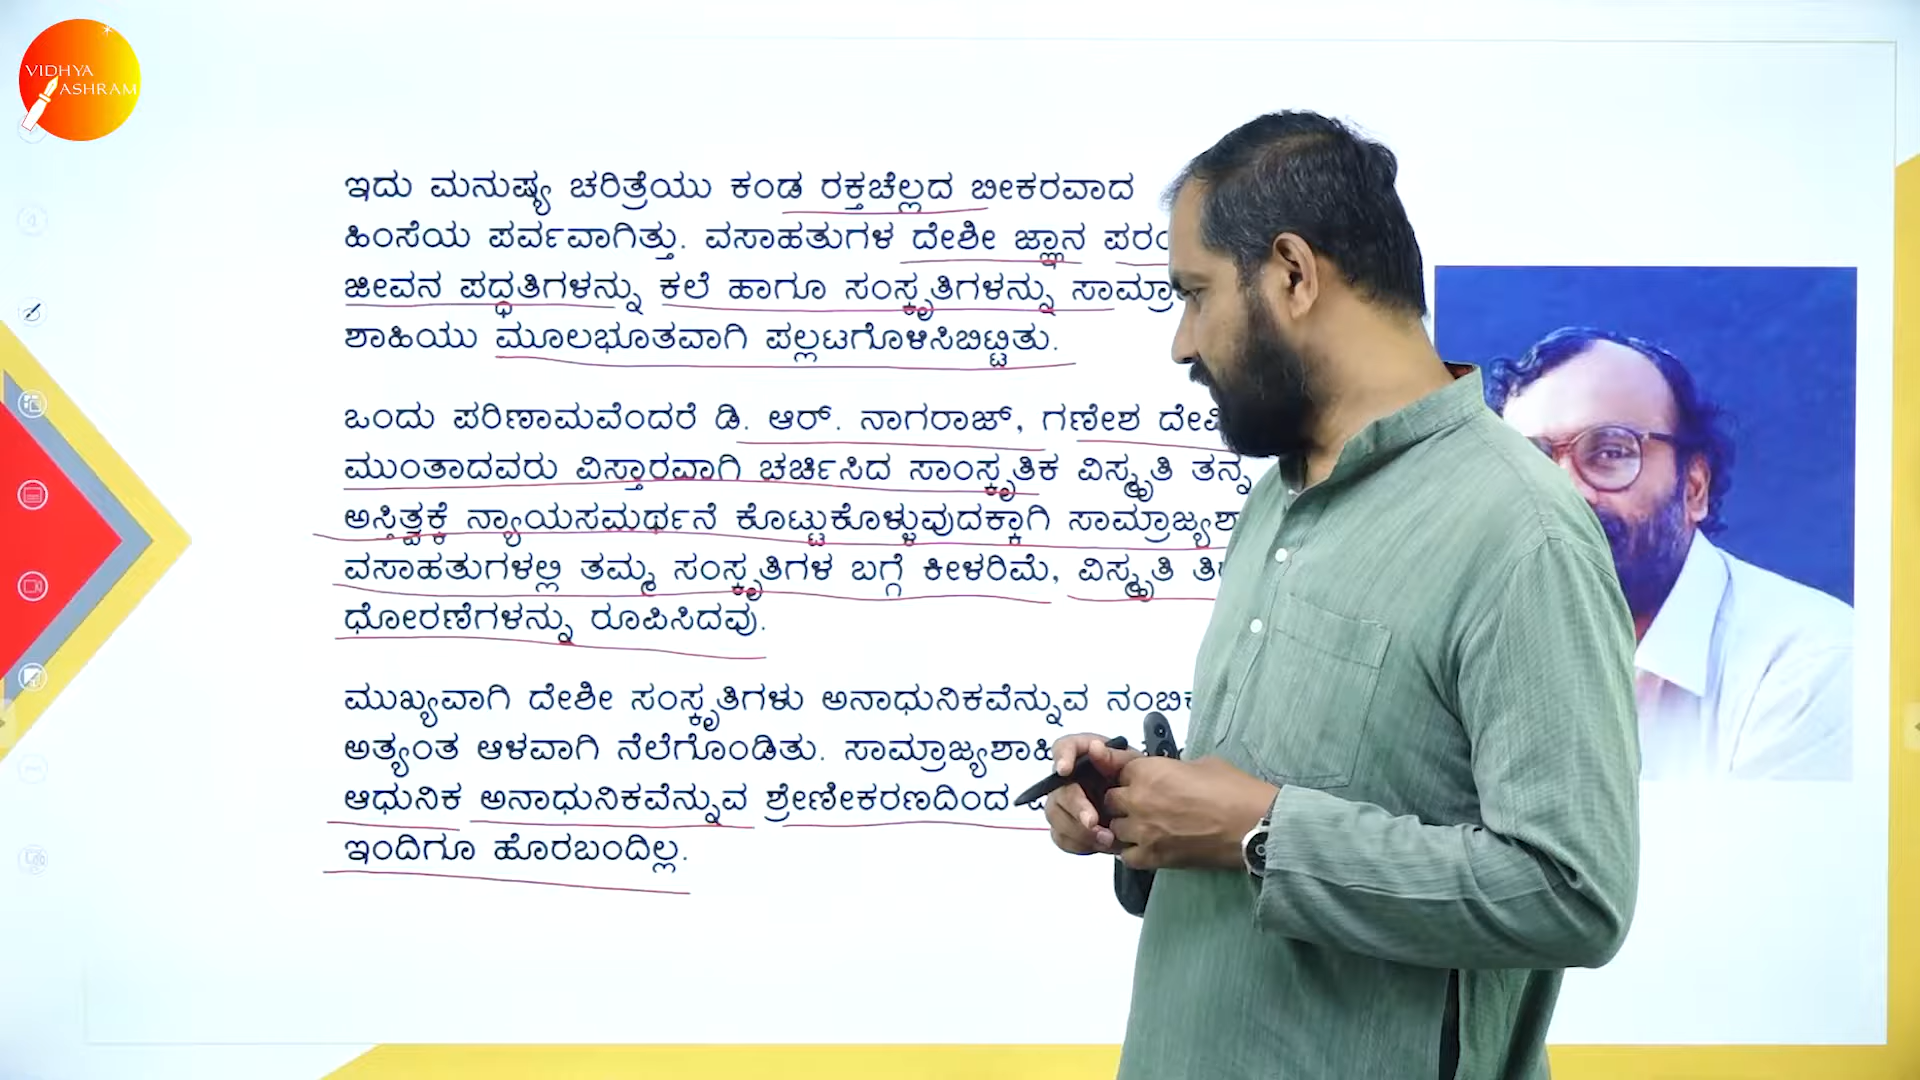 VIDHYA
ASHRAM
ಇದು ಮನುಷ್ಯ ಚರಿತ್ರೆಯು ಕಂಡ ರಕ್ತಚೆಲ್ಲದ ಬೀಕರವಾದ
ಹಿಂಸೆಯ ಪರ್ವವಾಗಿತ್ತು. ವಸಾಹತುಗಳ ದೇಶೀ ಜ್ಞಾನ
ಜೀವನ ಪದ್ಧತಿಗಳನ್ನು ಕಲೆ ಹಾಗೂ ಸಂಸ್ಕೃತಿಗಳನ್ನು
ಶಾಹಿಯು ಮೂಲಭೂತವಾಗಿ ಪಲ್ಲಟಗೊಳಿಸಿಬಿಟ್ಟಿತು.
ಒಂದು ಪರಿಣಾಮವೆಂದರೆ ಡಿ. ಆರ್. ನಾಗರಾಜ್, ಗಣೇಶ
ಮುಂತಾದವರು ವಿಸ್ತಾರವಾಗಿ ಚರ್ಚಿಸಿದ ಸಾಂಸ್ಕೃತಿಕ ವಿಸ್ಮೃತಿ ತನ್ನ
ಅಸ್ತಿತ್ವಕ್ಕೆ ನ್ಯಾಯಸಮರ್ಥನೆ ಕೊಟ್ಟುಕೊಳ್ಳುವುದಕ್ಕಾಗಿ
ವಸಾಹತುಗಳಲ್ಲಿ ತಮ್ಮ ಸಂಸ್ಕೃತಿಗಳ ಬಗ್ಗೆ ಕೀಳರಿಮೆ, ವಿಸ್ಮೃತಿ
ಧೋರಣೆಗಳನ್ನು ರೂಪಿಸಿದವು.
ಮುಖ್ಯವಾಗಿ ದೇಶೀ ಸಂಸ್ಕೃತಿಗಳು ಅನಾಧುನಿಕವೆನ್ನುವ
ಅತ್ಯಂತ ಆಳವಾಗಿ ನೆಲೆಗೊಂಡಿತು.
ಆಧುನಿಕ ಅನಾಧುನಿಕವೆನ್ನುವ ಶ್ರೇಣೀಕರಣದಿಂದ
ಇಂದಿಗೂ ಹೊರಬಂದಿಲ್ಲ.